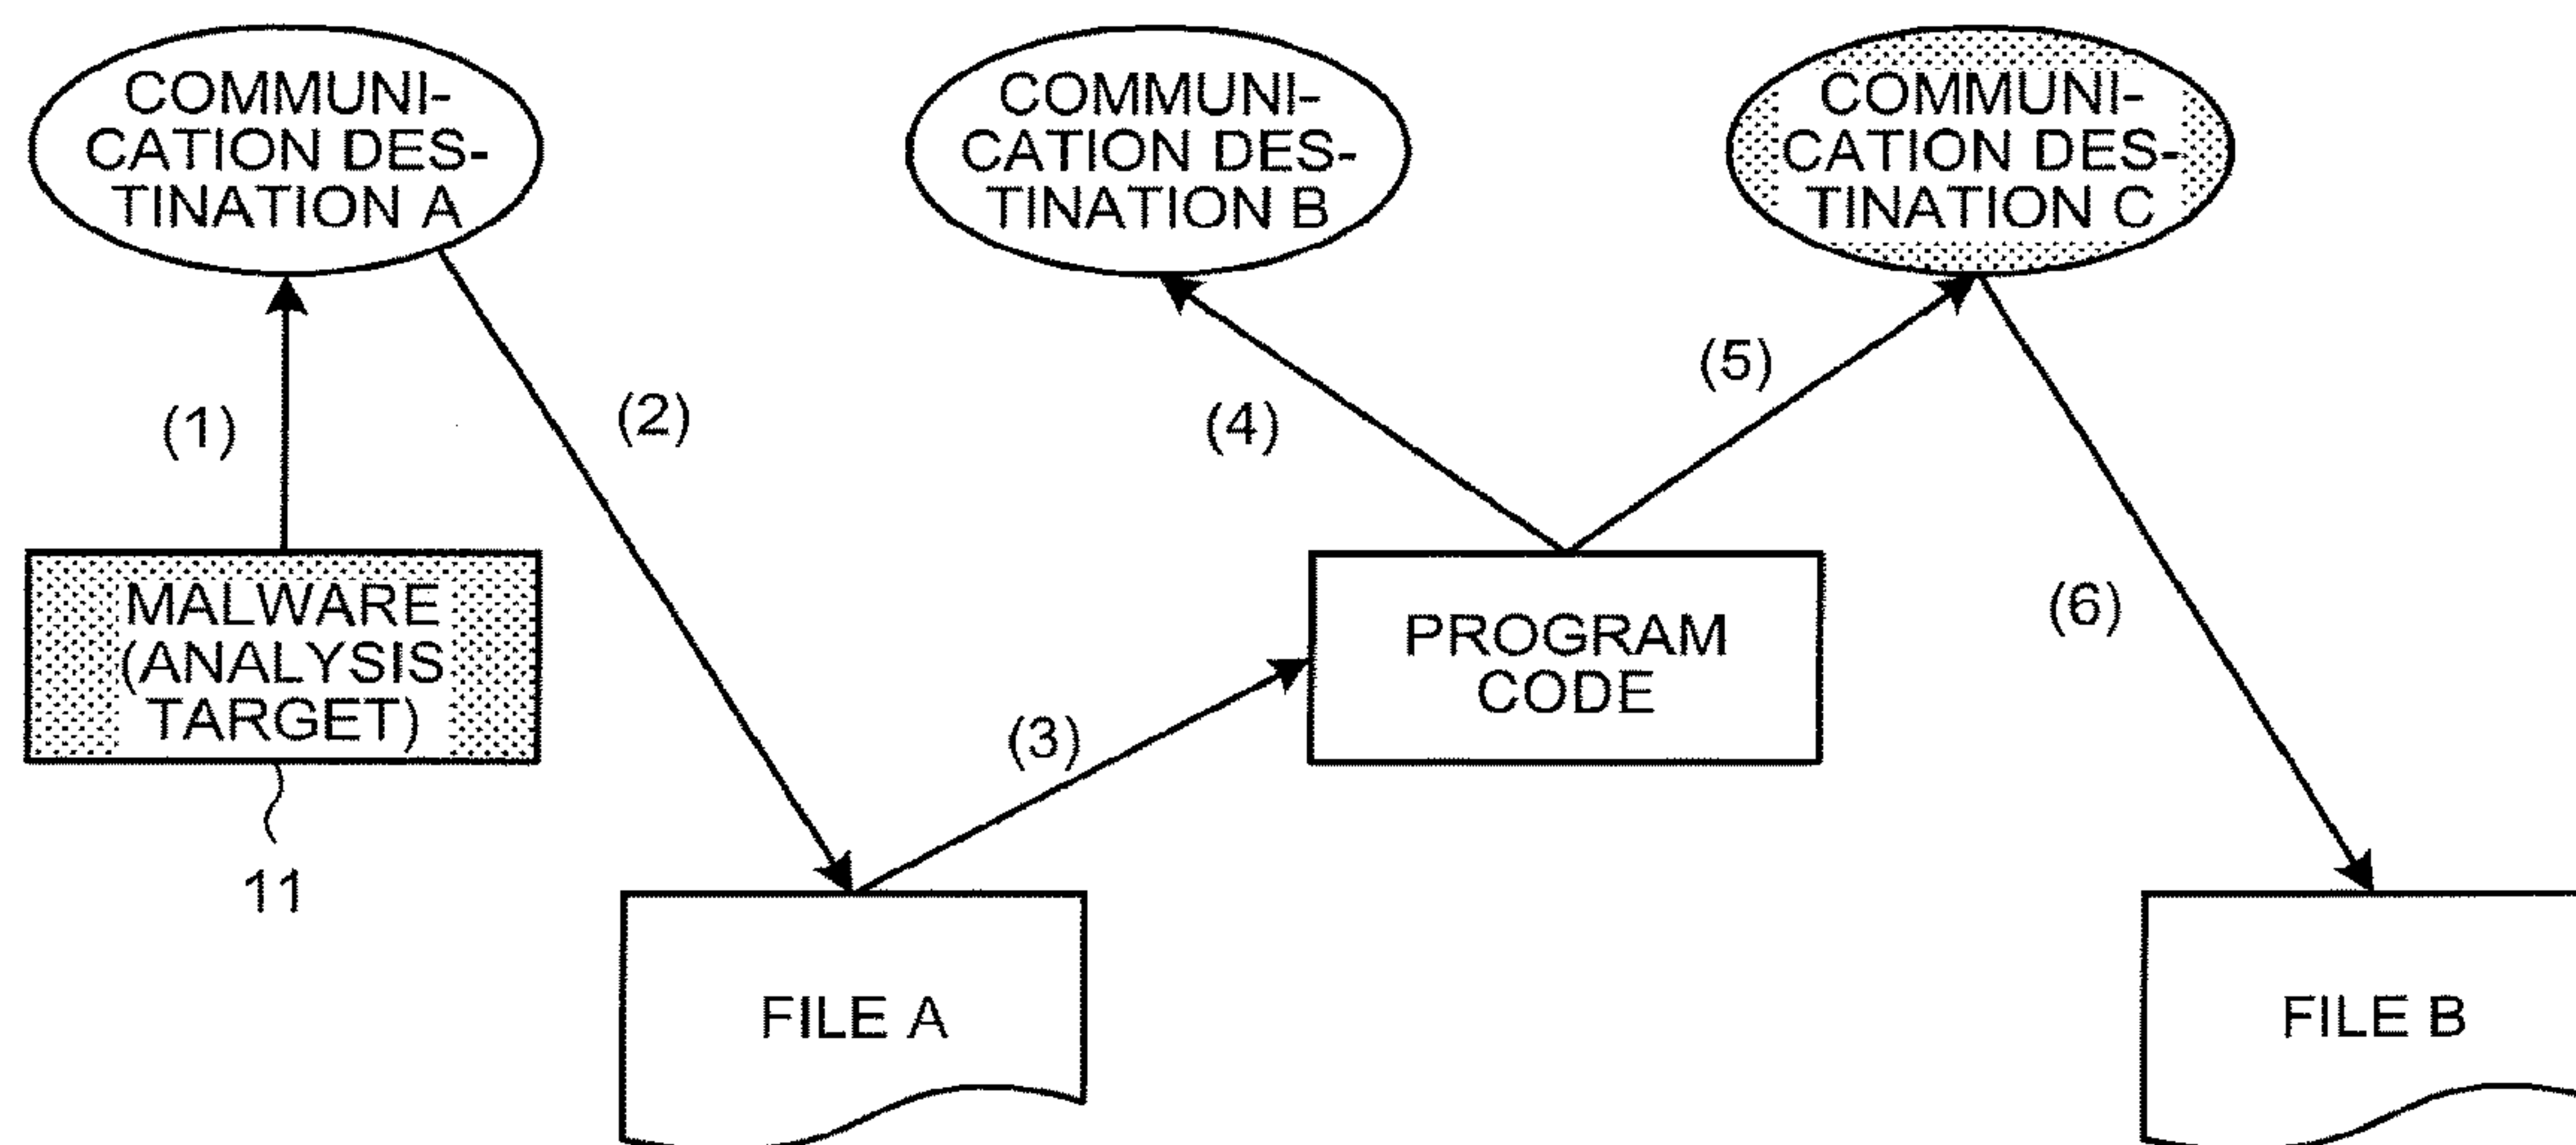 COMMUNI-
CATION DES-
TINATION A
COMMUNI-
CATION DES-
TINATION B
COMMUNI-
CATION DES-
TINATION C
(1)
(2)
(4)
(5)
(6)
MALWARE
(ANALYSIS
TARGET)
11
(3)
PROGRAM
CODE
FILE A
FILE B